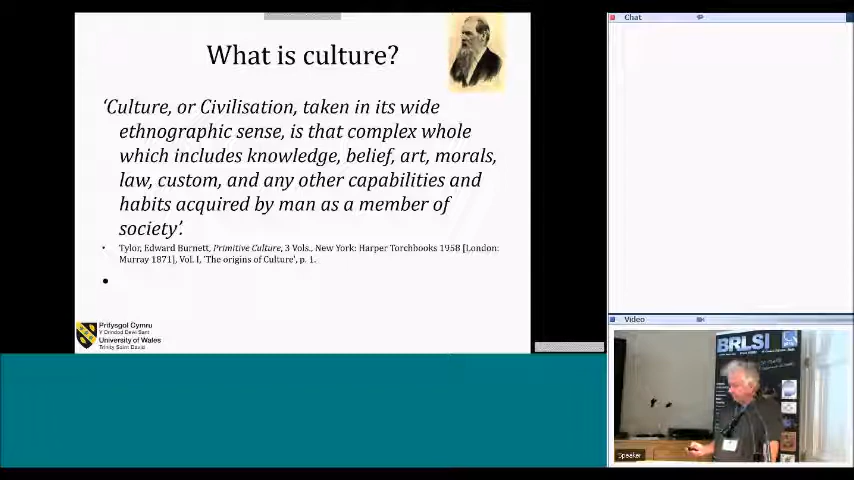 What is culture?
‘Culture, or Civilisation, taken in its wide
ethnographic sense, is that complex whole
which includes knowledge, belief, art, morals,
law, custom, and any other capabilities and
habits acquired by man as a member of
society’.
• Tylor, Edward Burnett, Primitive Culture, 3 Vols., New York: Harper Torchbooks 1958 [London:
Murray 1871], Vol. I, ‘The origins of Culture’, p. 1.
•
Prifysgol Cymru
Y Drindod Dewi Sant
University of Wales
Trinity Saint David
Chat
Video
BRLSI
Speaker